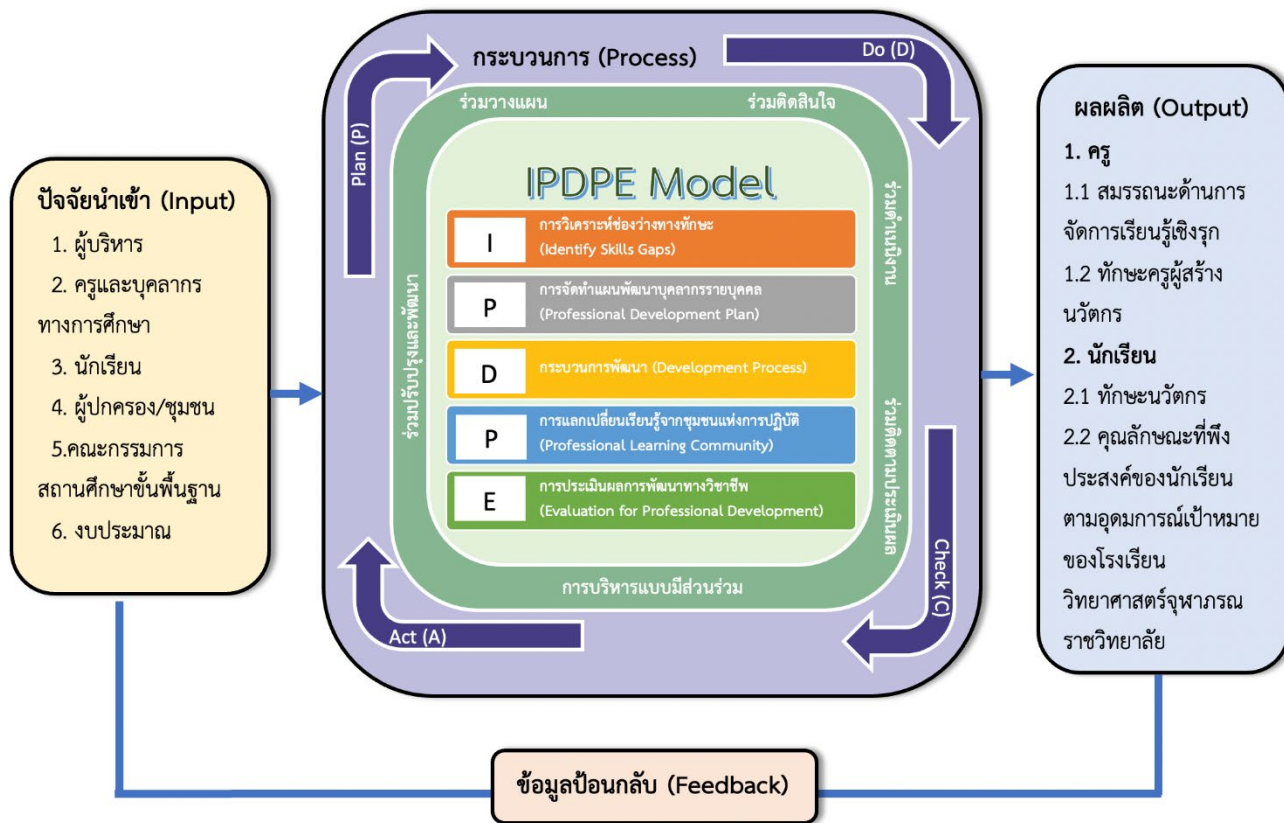 ปัจจัยนำเข้า (Input)
1. ผู้บริหาร
2. ครูและบุคลากร
ทางการศึกษา
3. นักเรียน
4. ผู้ปกครอง/ชุมชน
5.คณะกรรมการ
สถานศึกษาขั้นพื้นฐาน
6. งบประมาณ
กระบวนการ (Process)
Plan (P)
Do (D)
Check (C)
Act (A)
ร่วมวางแผน
ร่วมติดสินใจ
ร่วมดำเนินงาน
ร่วมติดตามประเมินผล
การบริหารแบบมีส่วนร่วม
ร่วมปรับปรุงและพัฒนา
IPDPE Model
I
การวิเคราะห์ช่องว่างทางทักษะ
(Identify Skills Gaps)
P
การจัดทำแผนพัฒนาบุคลากรรายบุคคล
(Professional Development Plan)
D
กระบวนการพัฒนา (Development Process)
P
การแลกเปลี่ยนเรียนรู้จากชุมชนแห่งการปฏิบัติ
(Professional Learning Community)
E
การประเมินผลการพัฒนาทางวิชาชีพ
(Evaluation for Professional Development)
ผลผลิต (Output)
1. ครู
1.1 สมรรถนะด้านการ
จัดการเรียนรู้เชิงรุก
1.2 ทักษะครูผู้สร้าง
นวัตกร
2. นักเรียน
2.1 ทักษะนวัตกร
2.2 คุณลักษณะที่พึง
ประสงค์ของนักเรียน
ตามอุดมการณ์เป้าหมาย
ของโรงเรียน
วิทยาศาสตร์จุฬาภรณ
ราชวิทยาลัย
ข้อมูลป้อนกลับ (Feedback)